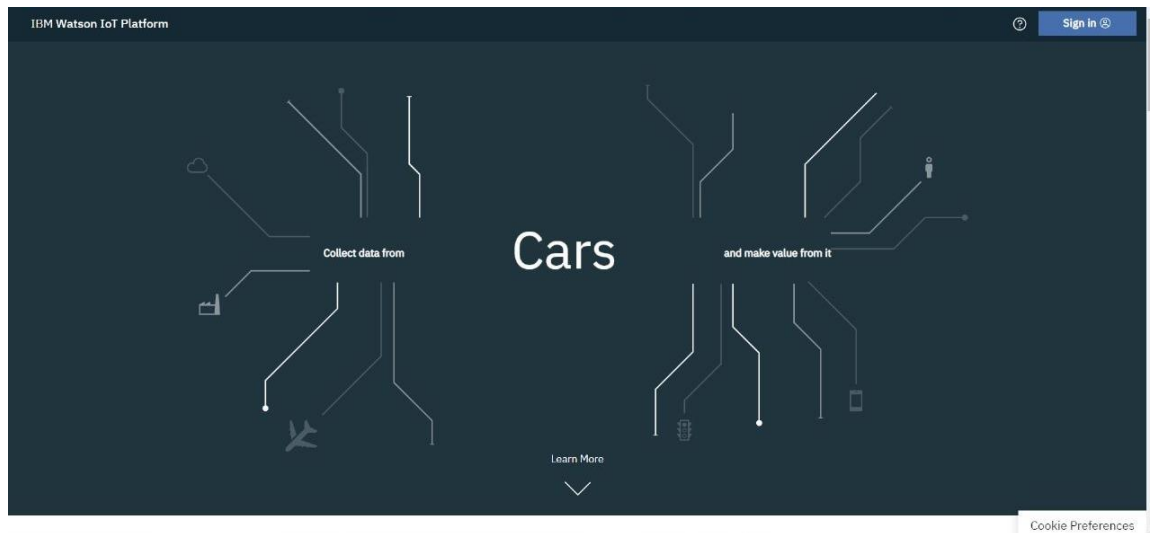 IBM Watson IoT Platform
Sign in
Collect data from
Cars
and make value from it
Learn More
Cookie Preferences